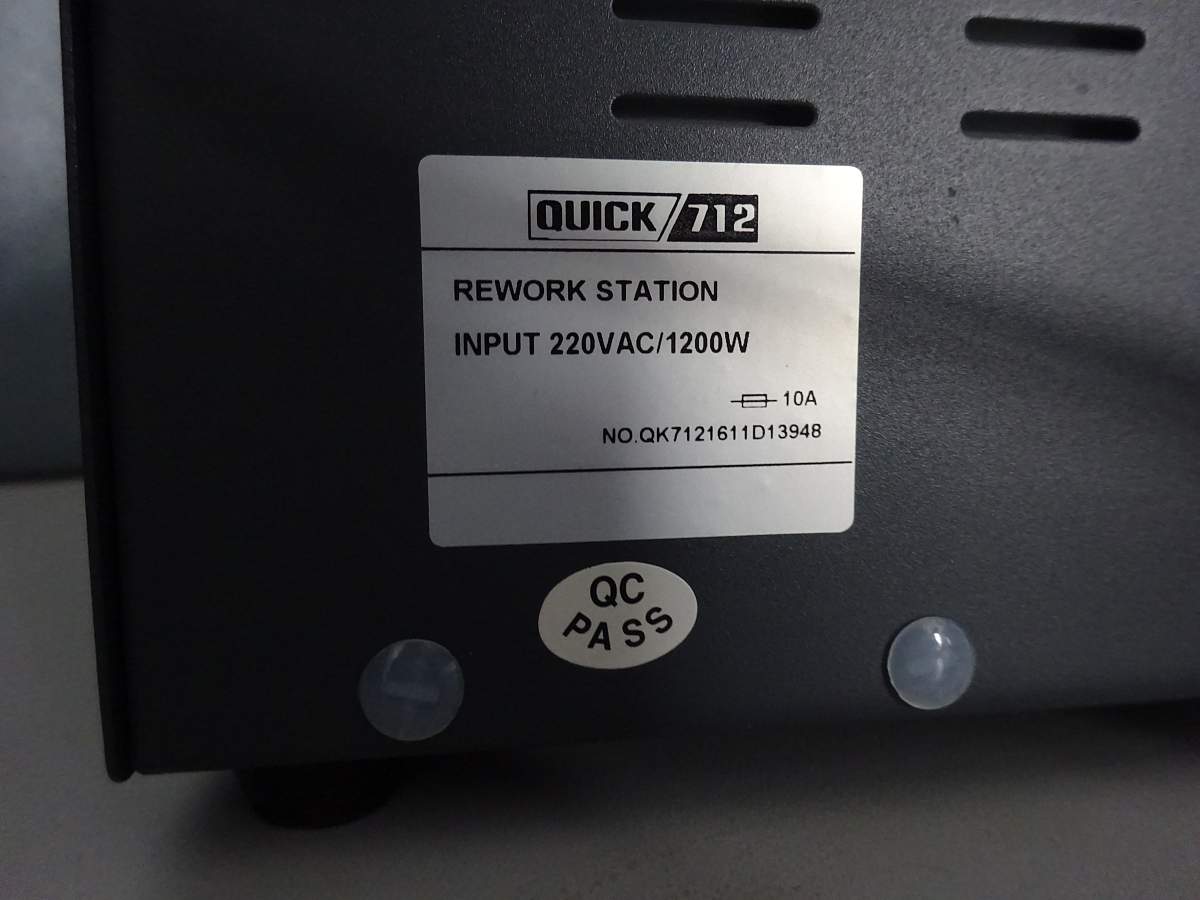 QUICK/712
REWORK STATION
INPUT 220VAC/1200W
10A
NO.QK7121611D13948
QC
PASS